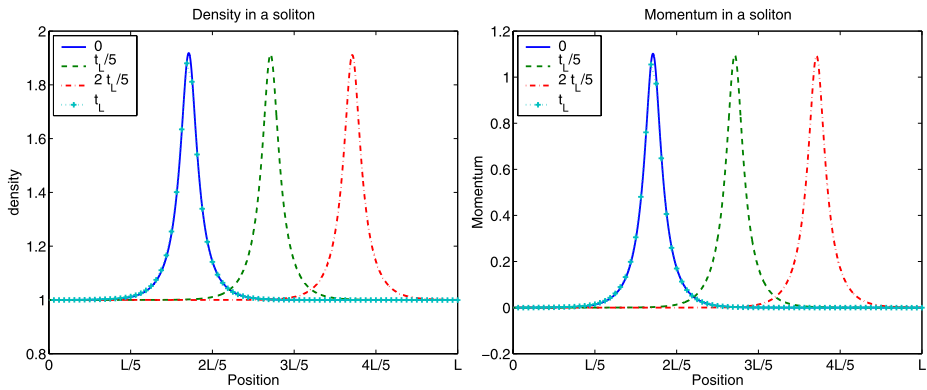 Density in a soliton
2
1.8
1.6
1.4
1.2
1
0.8
density
0
t_L/5
2 t_L/5
t_L
0 L/5 2L/5 3L/5 4L/5 L
Position
Momentum in a soliton
1.2
1
0.8
0.6
0.4
0.2
0
−0.2
Momentum
0
t_L/5
2 t_L/5
t_L
0 L/5 2L/5 3L/5 4L/5 L
Position